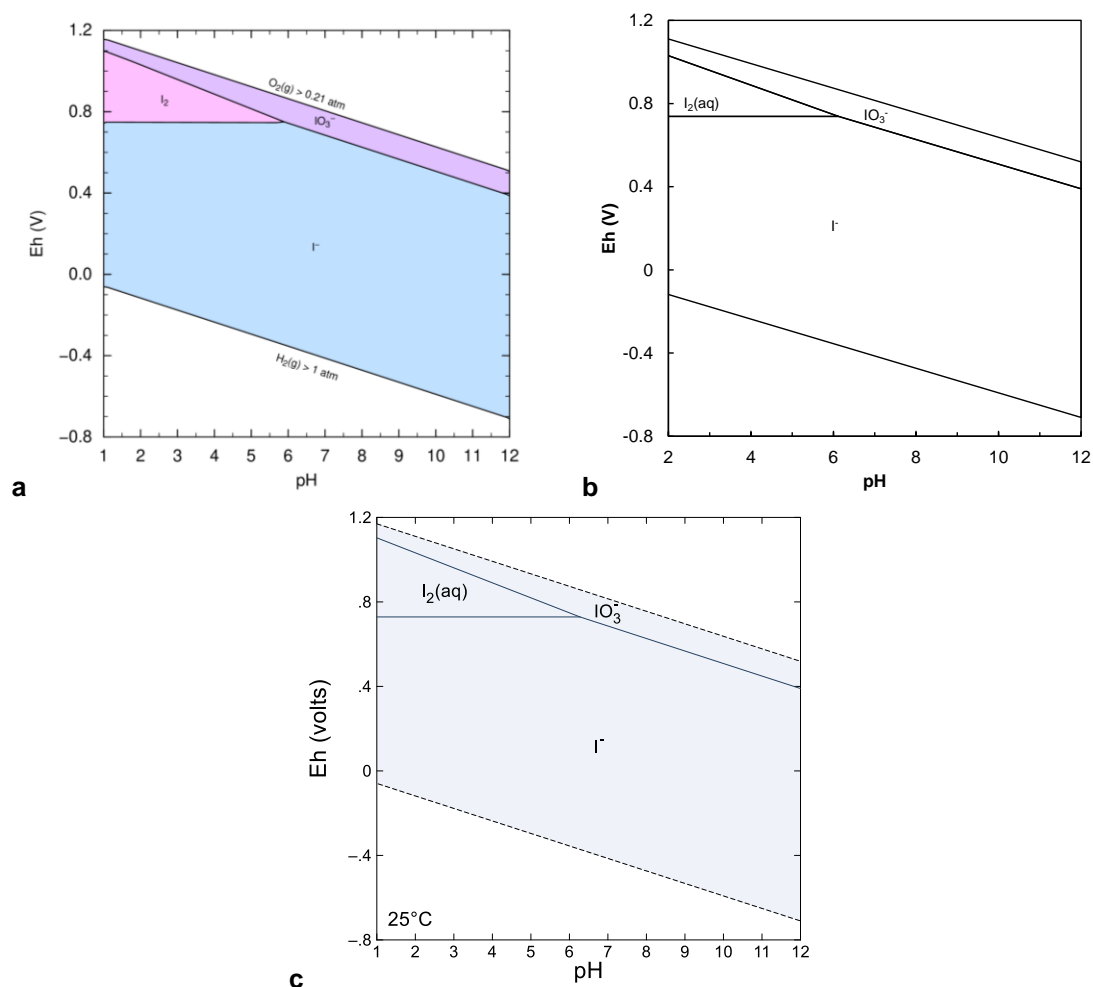 1.2
0.8
0.4
0.0
−0.4
−0.8
Eh (V)
O₂(g) > 0.21 atm
I₂
IO₃⁻
I⁻
H₂(g) > 1 atm
1 2 3 4 5 6 7 8 9 10 11 12
pH
a
1.2
0.8
0.4
0
-0.4
-0.8
Eh (V)
I₂(aq)
IO₃⁻
I⁻
2 4 6 8 10 12
pH
b
1.2
.8
.4
0
–.4
–.8
Eh (volts)
I₂(aq)
IO₃⁻
I⁻
25°C
1 2 3 4 5 6 7 8 9 10 11 12
pH
c